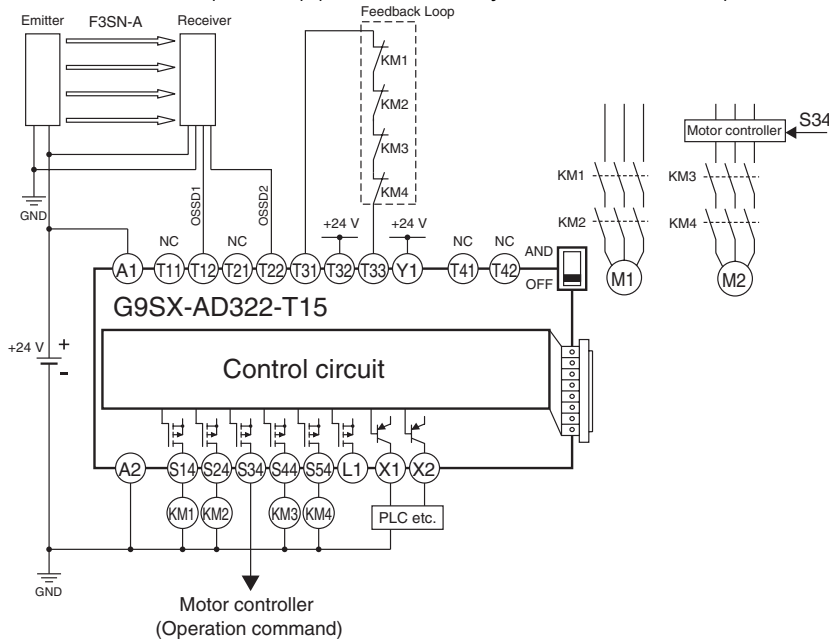 Feedback Loop
Emitter F3SN-A Receiver
KM1
KM2
KM3
KM4
GND
OSSD1
OSSD2
+24 V +24 V
NC NC NC NC
A1 T11 T12 T21 T22 T31 T32 T33 Y1 T41 T42
AND
OFF
G9SX-AD322-T15
Control circuit
+24 V
+
-
A2 S14 S24 S34 S44 S54 L1 X1 X2
KM1 KM2 KM3 KM4 PLC etc.
GND
Motor controller
(Operation command)
Motor controller S34
KM1 KM3
KM2 KM4
M1 M2